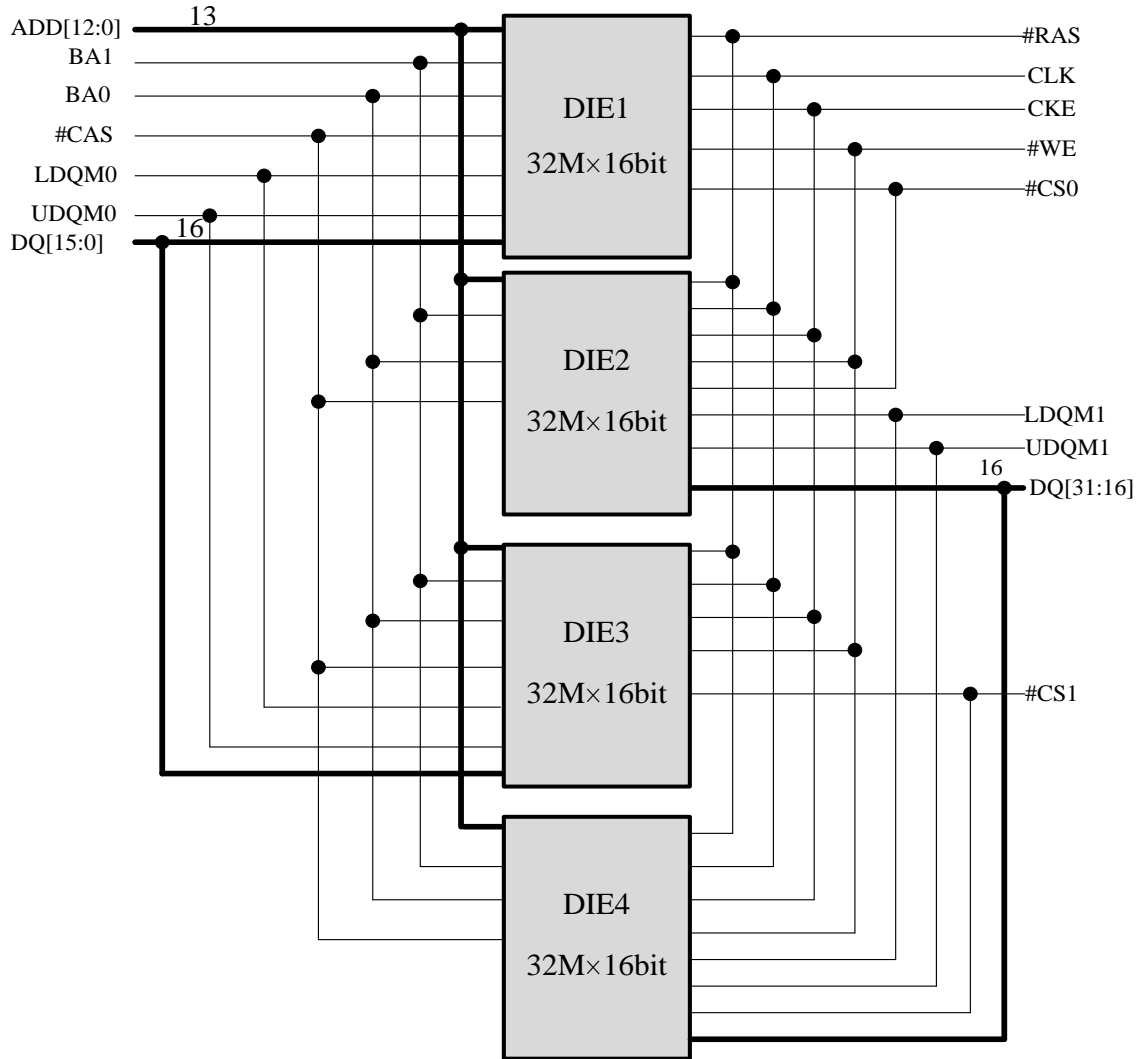 ADD[12:0]
13
BA1
BA0
#CAS
LDQM0
UDQM0
16
DQ[15:0]
DIE1
32M×16bit
#RAS
CLK
CKE
#WE
#CS0
DIE2
32M×16bit
LDQM1
UDQM1
16
DQ[31:16]
DIE3
32M×16bit
#CS1
DIE4
32M×16bit